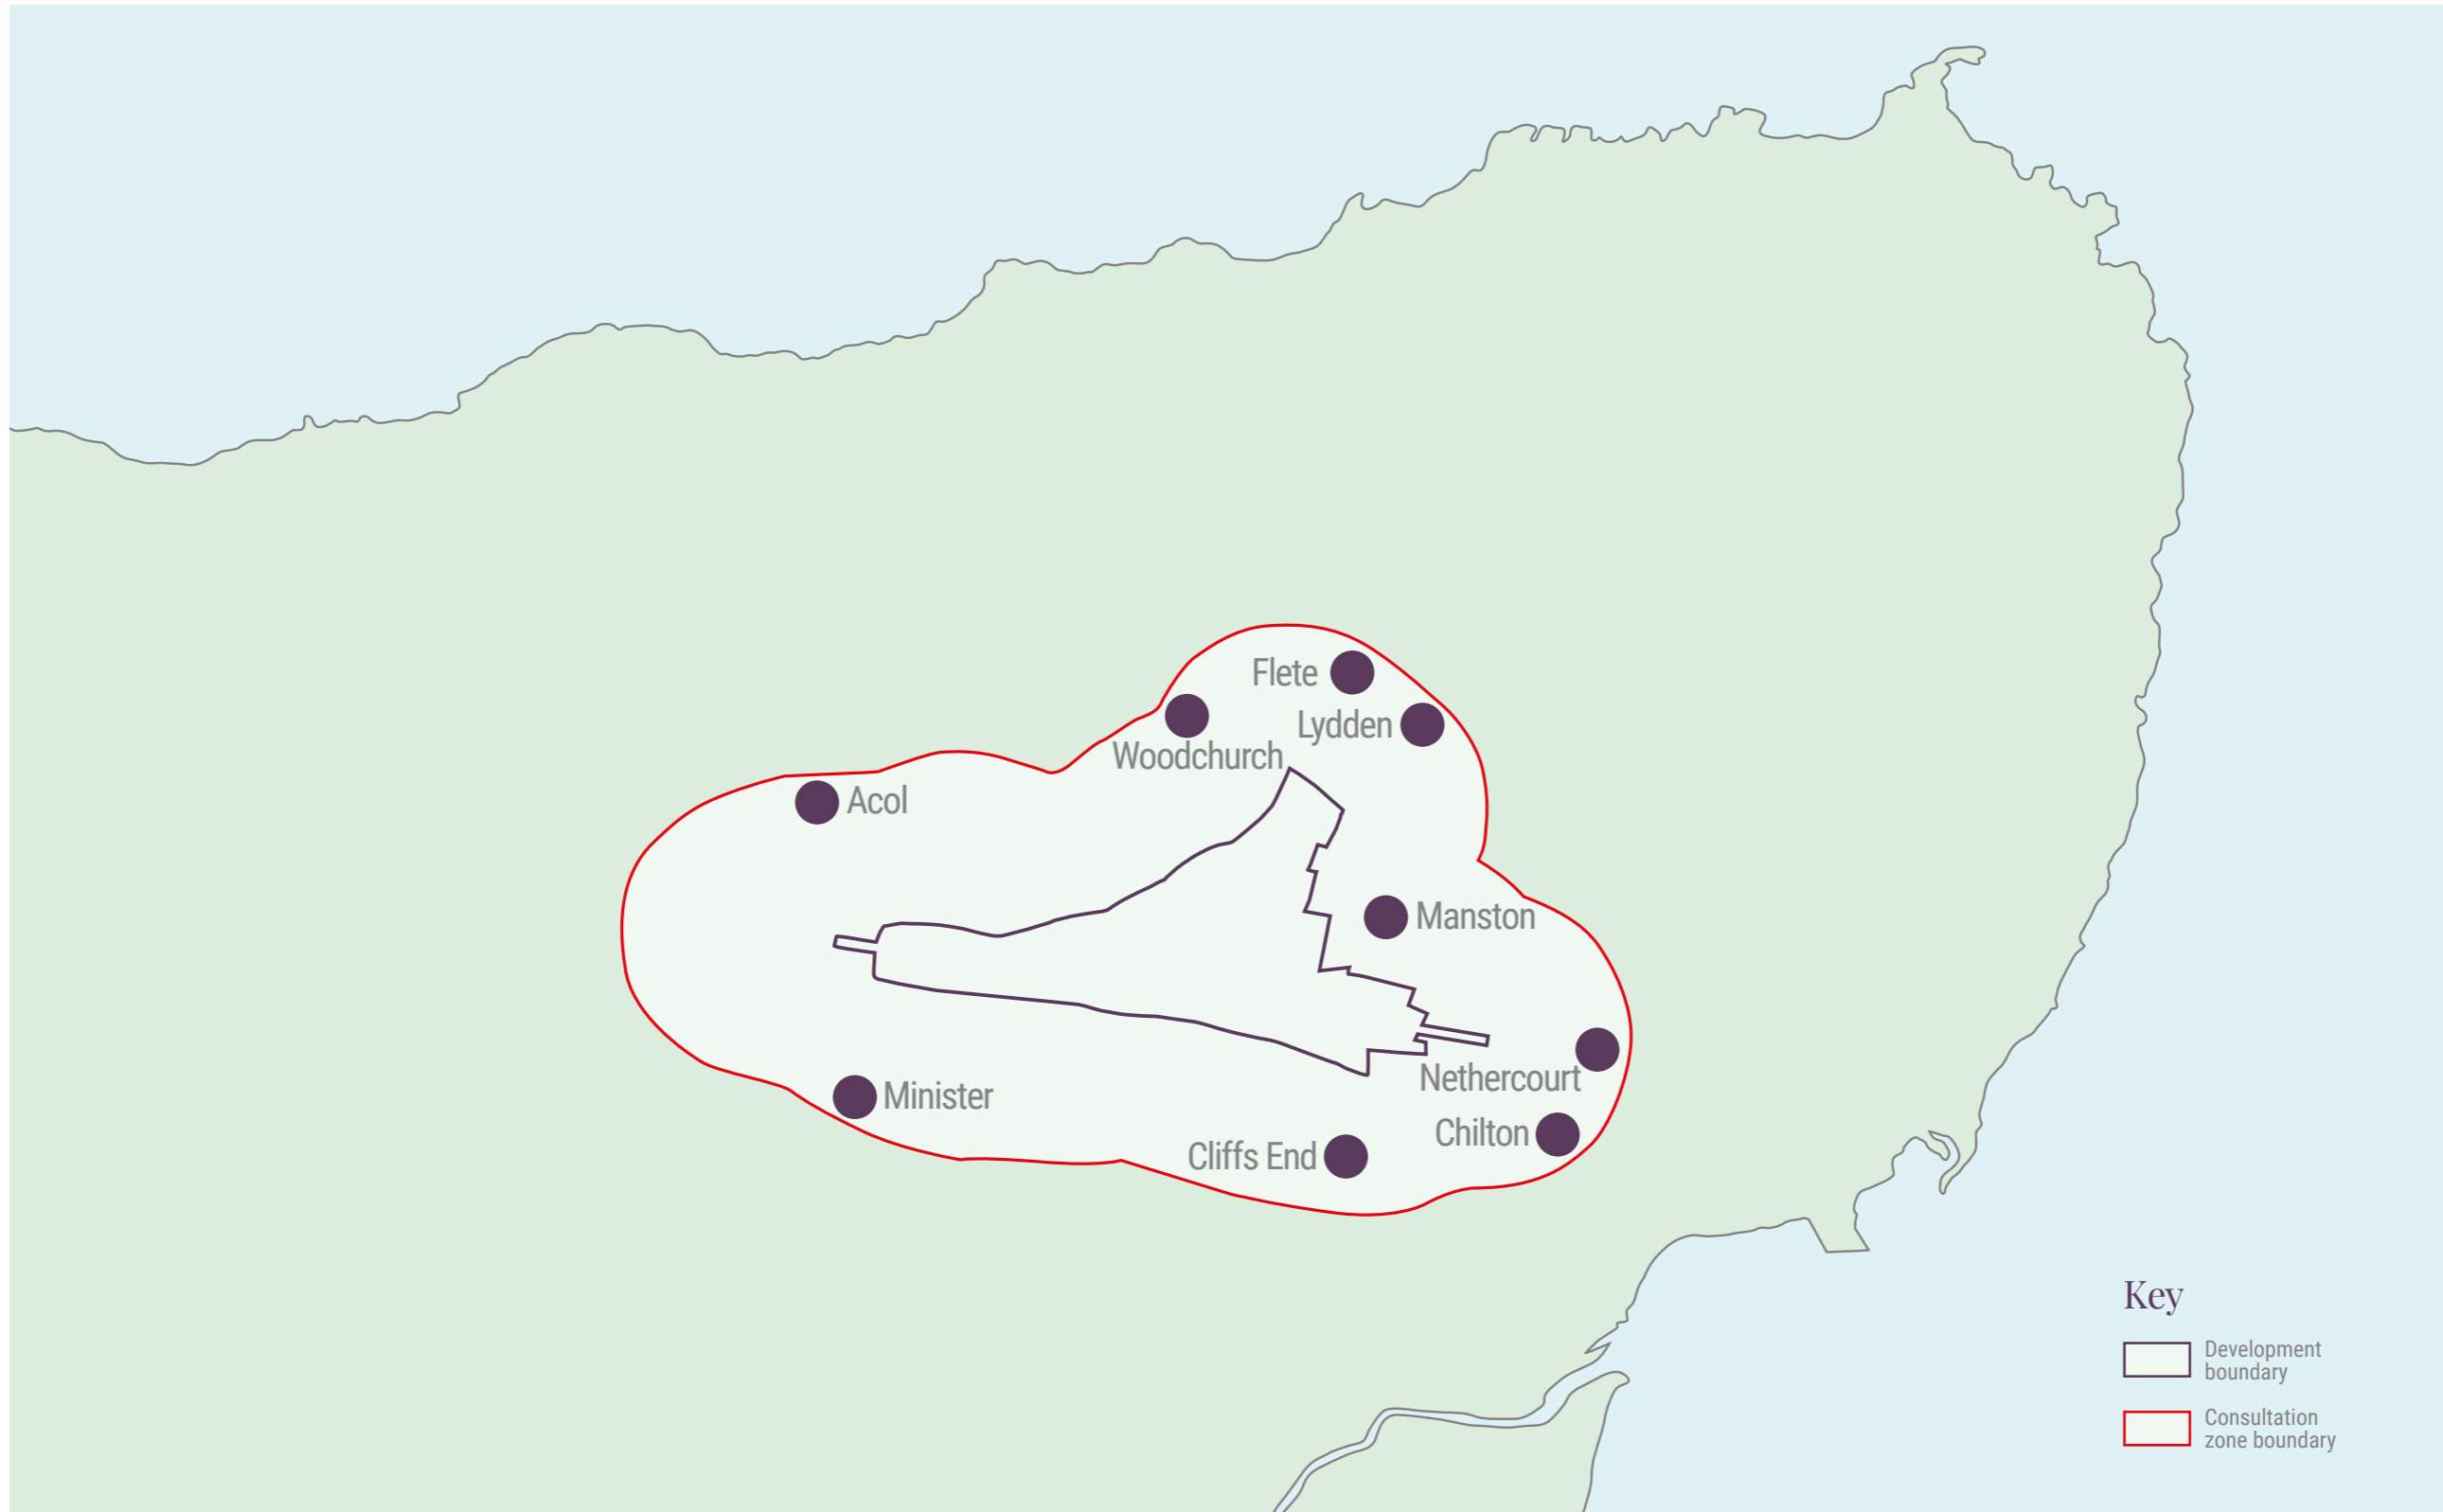 Flete
Lydden
Woodchurch
Acol
Manston
Nethercourt
Minister
Chilton
Cliffs End
Key
Development
boundary
Consultation
zone boundary